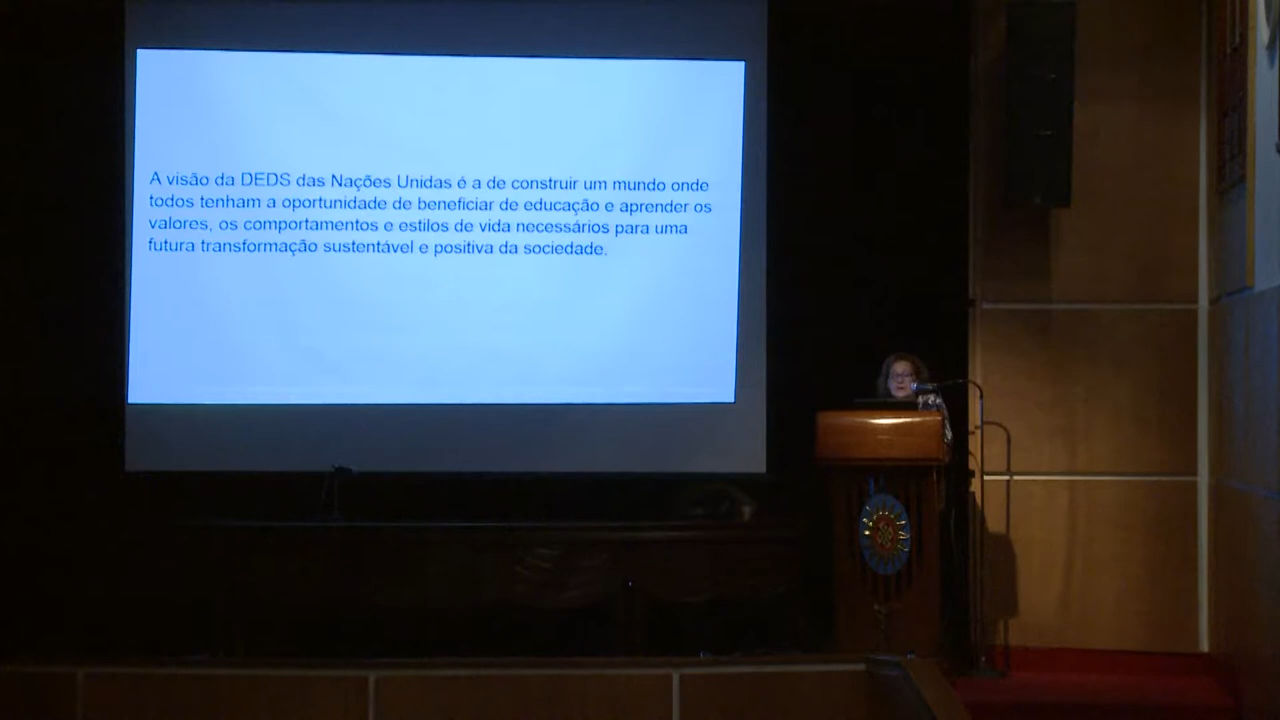 A visão da DEDS das Nações Unidas é a de construir um mundo onde
todos tenham a oportunidade de beneficiar de educação e aprender os
valores, os comportamentos e estilos de vida necessários para uma
futura transformação sustentável e positiva da sociedade.